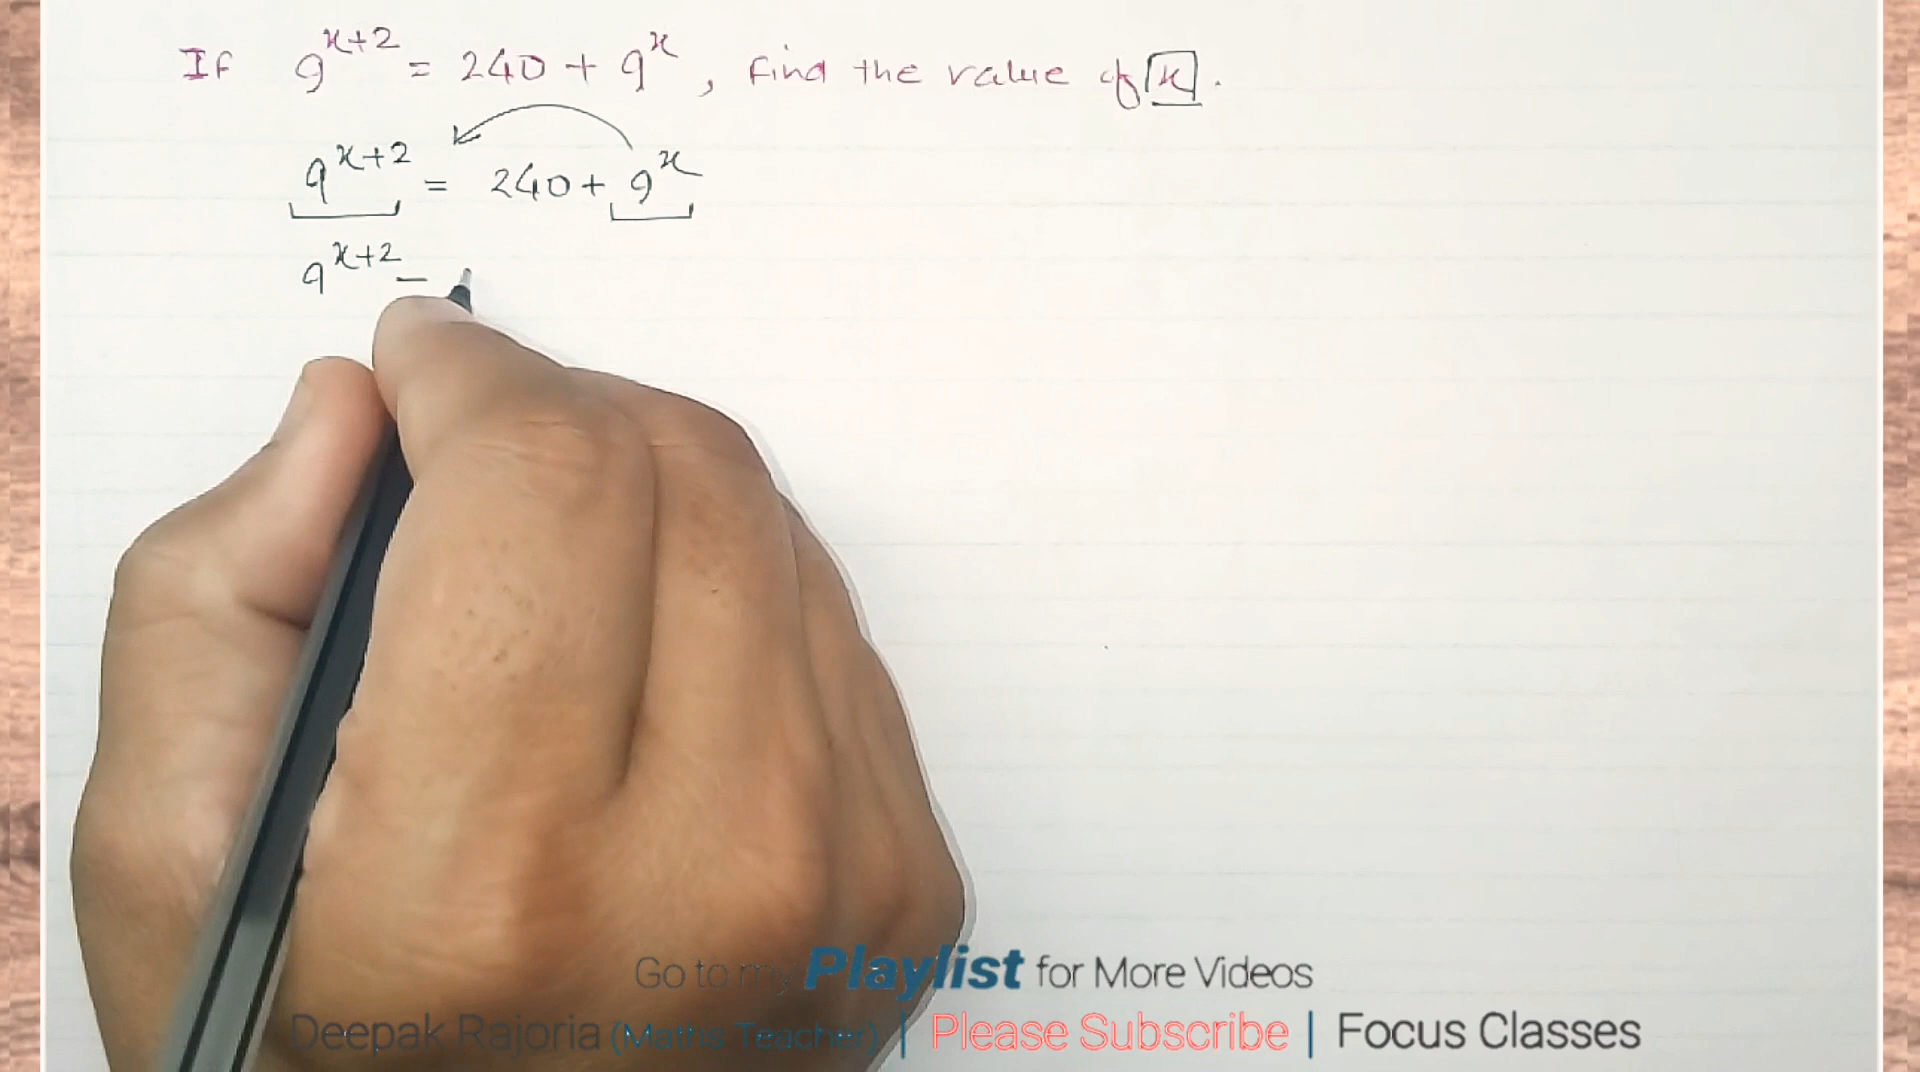 If 9^{x+2} = 240 + 9^x, find the value of x.
9^{x+2} = 240 + 9^x
9^{x+2} -
Go to my Playlist for More Videos
Deepak Rajoria (Maths Teacher) | Please Subscribe | Focus Classes